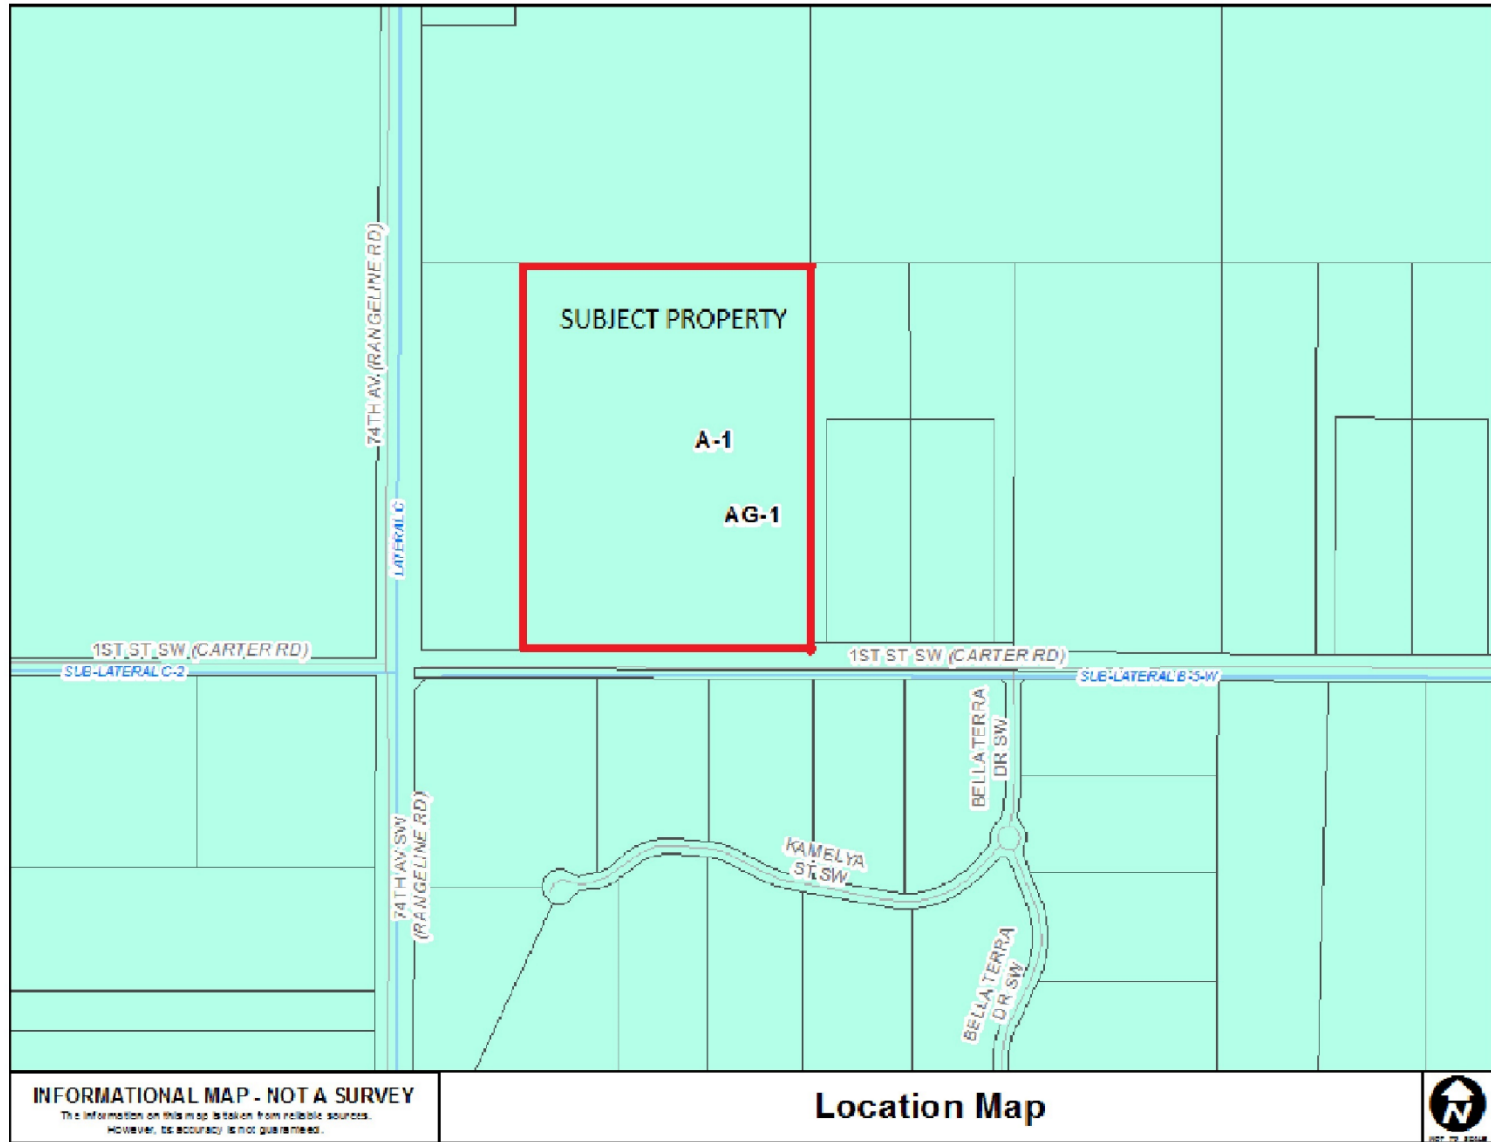 74TH AV (RANGELINE RD)
SUBJECT PROPERTY
A-1
AG-1
LATERAL C
1ST ST SW (CARTER RD)
SUB-LATERAL C-2
1ST ST SW (CARTER RD)
SUB-LATERAL B-5-W
BELLA TERRA
DR SW
74TH AV SW
(RANGELINE RD)
KAMELYA
ST SW
BELLA TERRA
DR SW
INFORMATIONAL MAP - NOT A SURVEY
The information on this map is taken from reliable sources.
However, its accuracy is not guaranteed.
Location Map
N
NOT TO SCALE